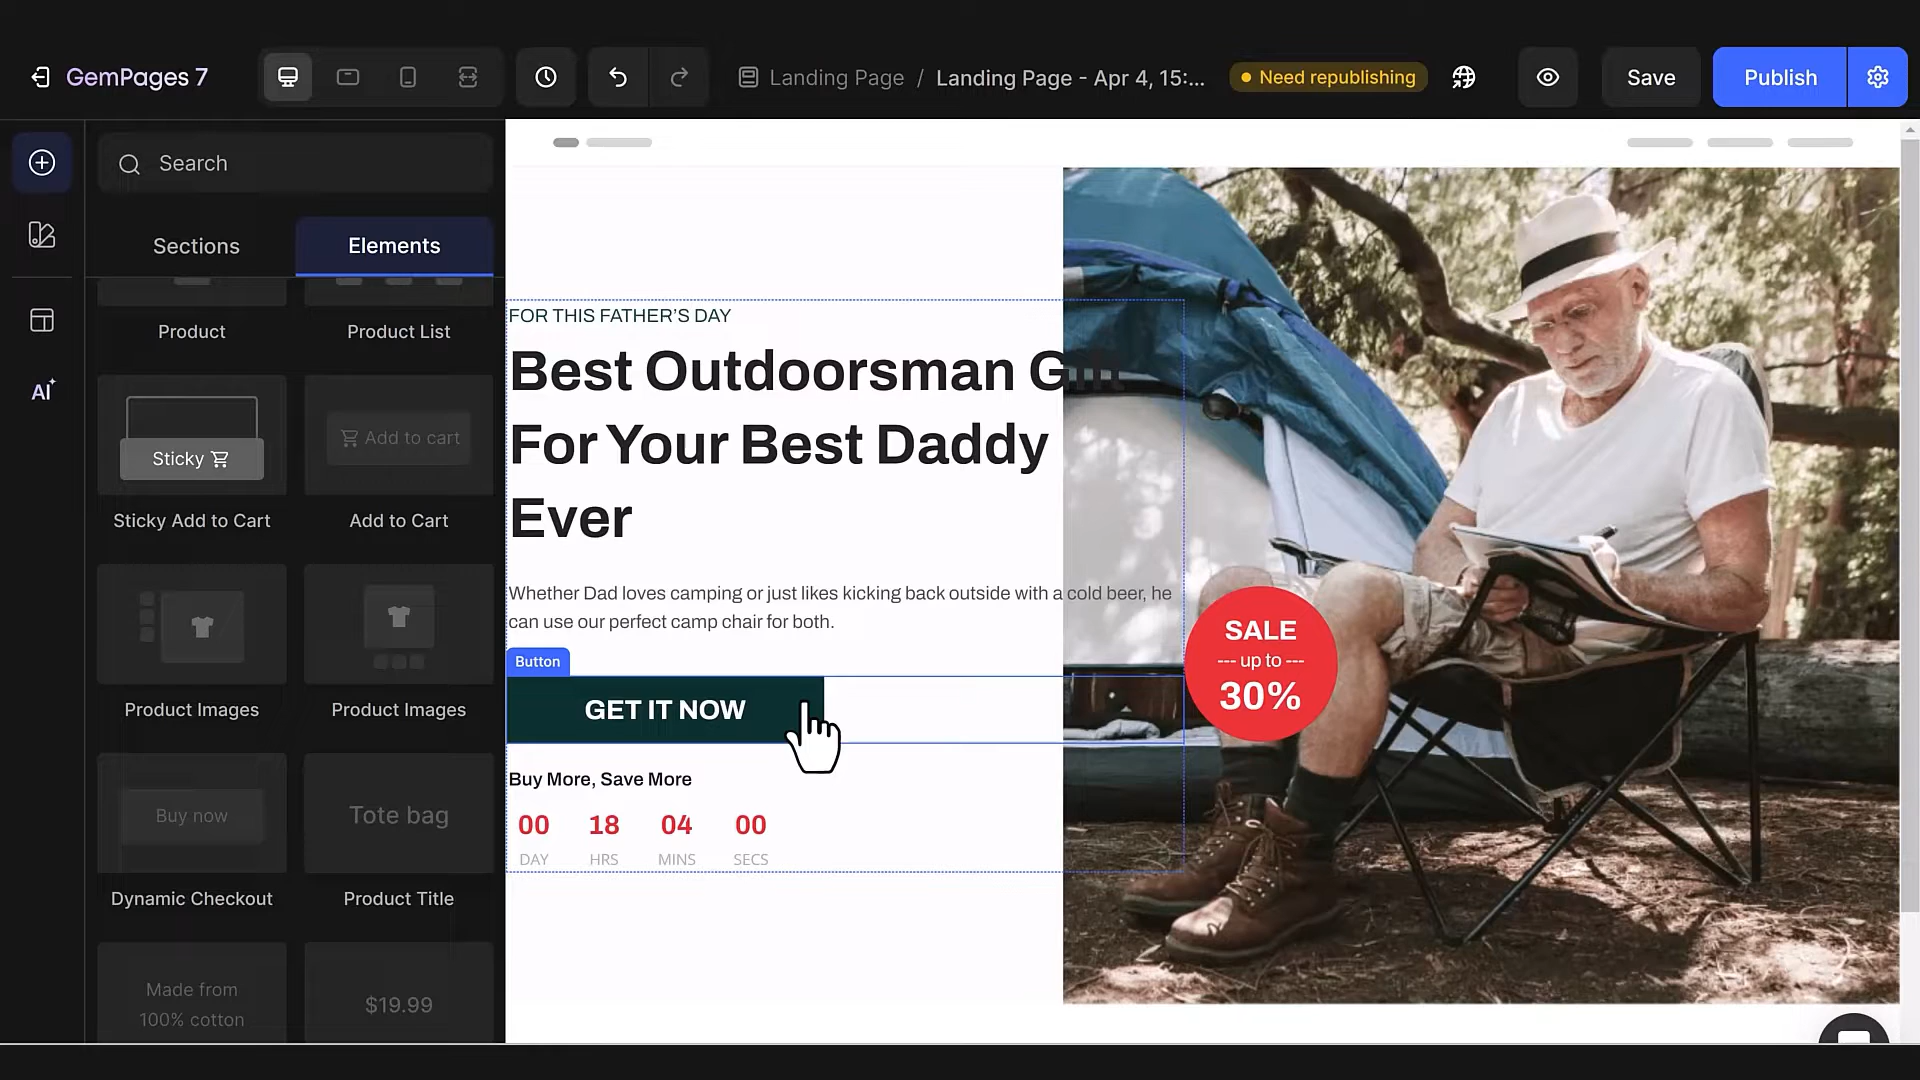 GemPages 7
Landing Page / Landing Page - Apr 4, 15:...
Need republishing
Save
Publish
Search
Sections
Elements
AI
Product
Product List
Sticky
Add to cart
Sticky Add to Cart
Add to Cart
Product Images
Product Images
Buy now
Tote bag
Dynamic Checkout
Product Title
Made from
100% cotton
$19.99
FOR THIS FATHER'S DAY
Best Outdoorsman Gift
For Your Best Daddy
Ever
Whether Dad loves camping or just likes kicking back outside with a cold beer, he
can use our perfect camp chair for both.
Button
GET IT NOW
Buy More, Save More
00 18 04 00
DAY HRS MINS SECS
SALE
--- up to ---
30%